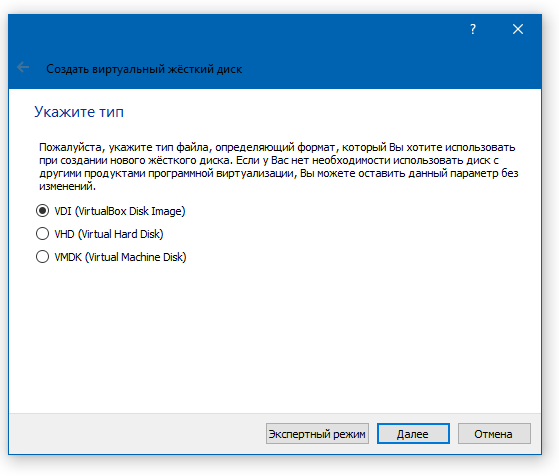 ?
Создать виртуальный жёсткий диск
Укажите тип
Пожалуйста, укажите тип файла, определяющий формат, который Вы хотите использовать
при создании нового жёсткого диска. Если у Вас нет необходимости использовать диск с
другими продуктами программной виртуализации, Вы можете оставить данный параметр без
изменений.
VDI (VirtualBox Disk Image)
VHD (Virtual Hard Disk)
VMDK (Virtual Machine Disk)
Экспертный режим Далее Отмена